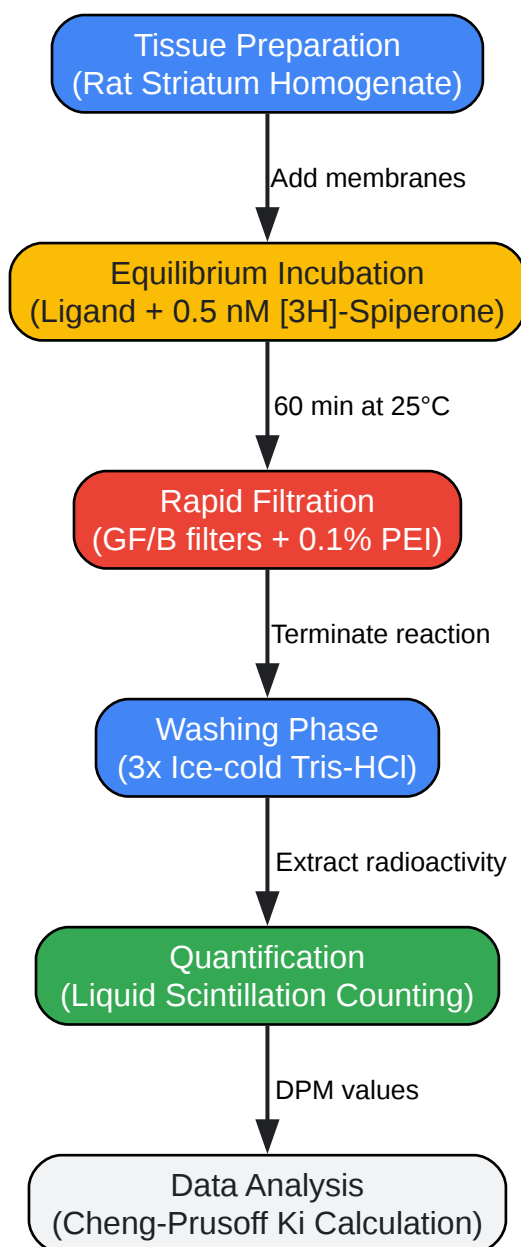 Tissue Preparation
(Rat Striatum Homogenate)
Add membranes
Equilibrium Incubation
(Ligand + 0.5 nM [3H]-Spiperone)
60 min at 25°C
Rapid Filtration
(GF/B filters + 0.1% PEI)
Terminate reaction
Washing Phase
(3x Ice-cold Tris-HCl)
Extract radioactivity
Quantification
(Liquid Scintillation Counting)
DPM values
Data Analysis
(Cheng-Prusoff Ki Calculation)